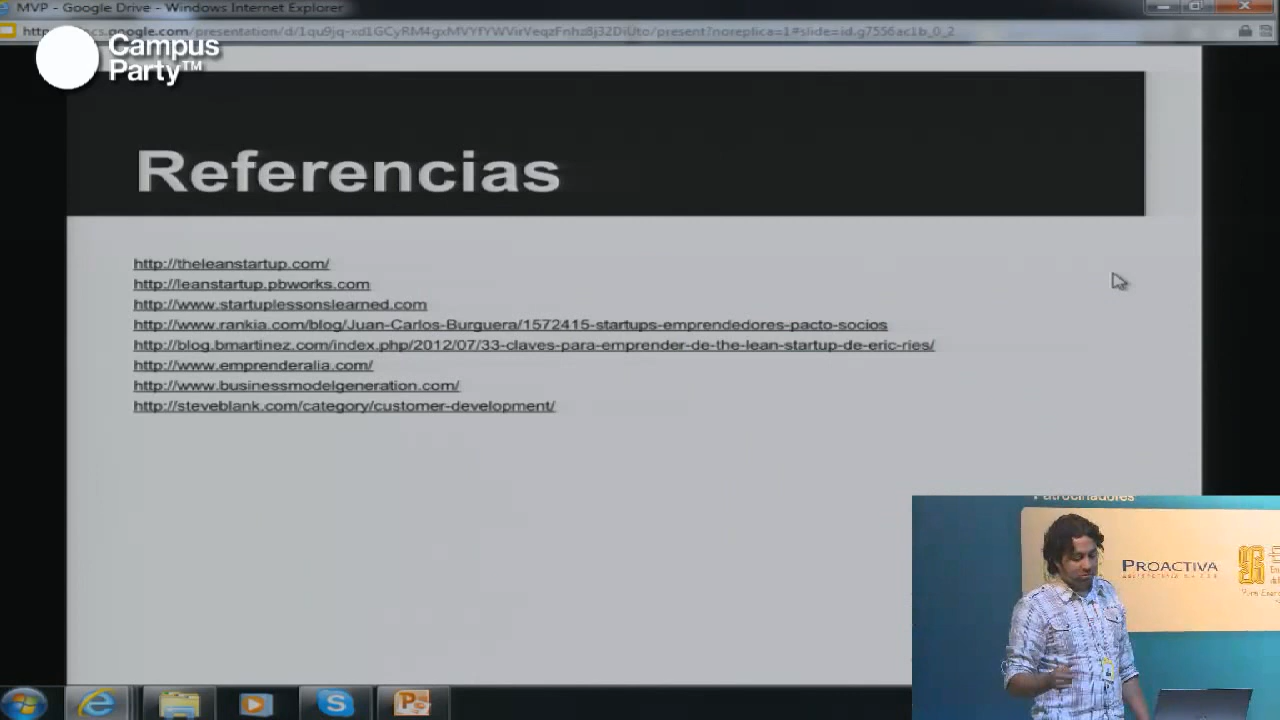 MVP - Google Drive - Windows Internet Explorer
Campus
Party™
Referencias
http://theleanstartup.com/
http://leanstartup.pbworks.com
http://www.startuplessonslearned.com
http://www.rankia.com/blog/Juan-Carlos-Burguera/1572415-startups-emprendedores-pacto-socios
http://blog.bmartinez.com/index.php/2012/07/33-claves-para-emprender-de-the-lean-startup-de-eric-ries/
http://www.emprenderalia.com/
http://www.businessmodelgeneration.com/
http://steveblank.com/category/customer-development/
Patrocinadores
PROACTIVA